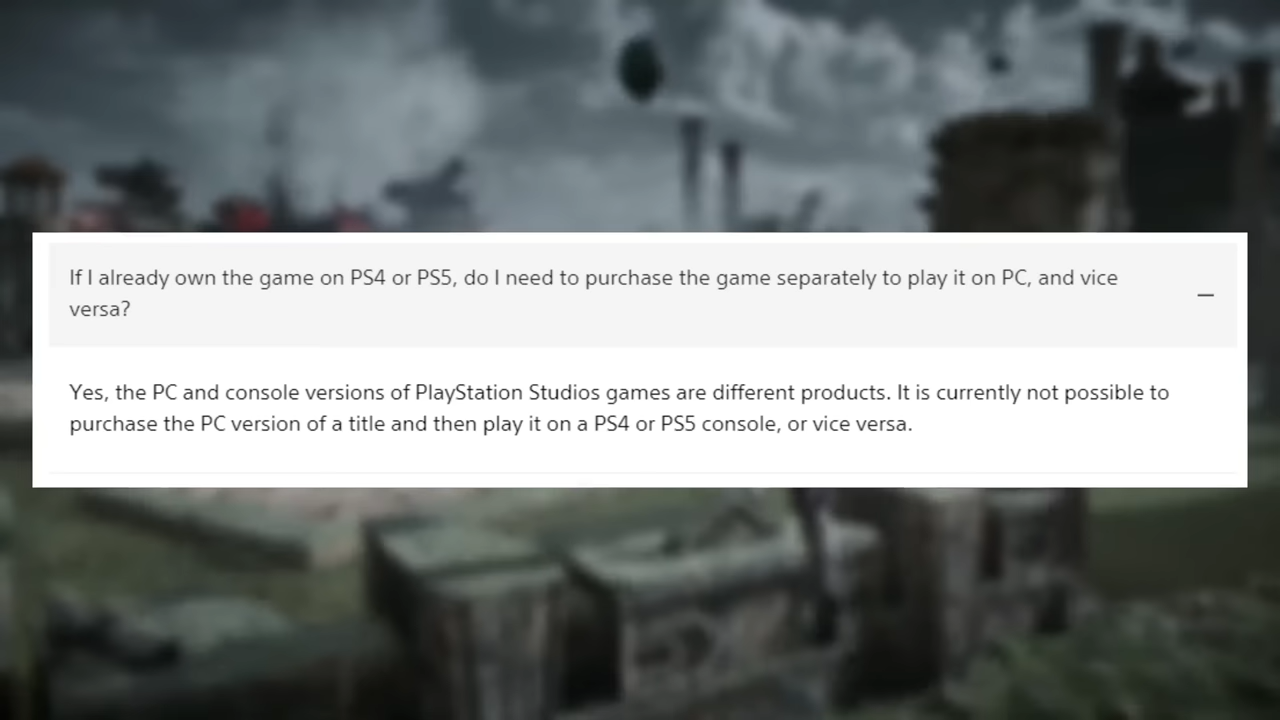 If I already own the game on PS4 or PS5, do I need to purchase the game separately to play it on PC, and vice
versa?
Yes, the PC and console versions of PlayStation Studios games are different products. It is currently not possible to
purchase the PC version of a title and then play it on a PS4 or PS5 console, or vice versa.